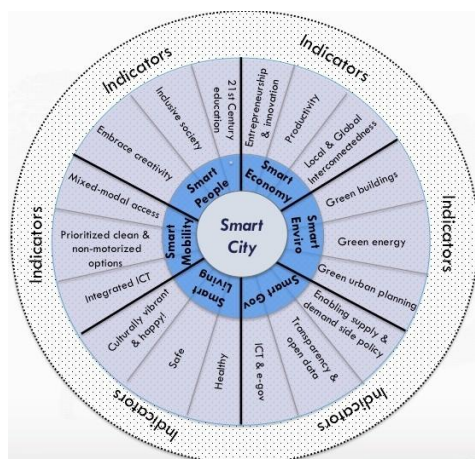 Indicators
Indicators
Indicators
Indicators
Indicators
Indicators
Smart
City
Smart
Economy
Entrepreneurship
& innovation
Productivity
Local & Global
Interconnectedness
Smart
Enviro
Green buildings
Green energy
Green urban planning
Smart Gov
Enabling supply &
demand side policy
Transparency &
open data
ICT & e-gov
Smart
Living
Healthy
Safe
Culturally vibrant
& happy!
Smart
Mobility
Integrated ICT
Prioritized clean &
non-motorized
options
Mixed-modal access
Smart
People
Embrace creativity
Inclusive society
21st Century
education